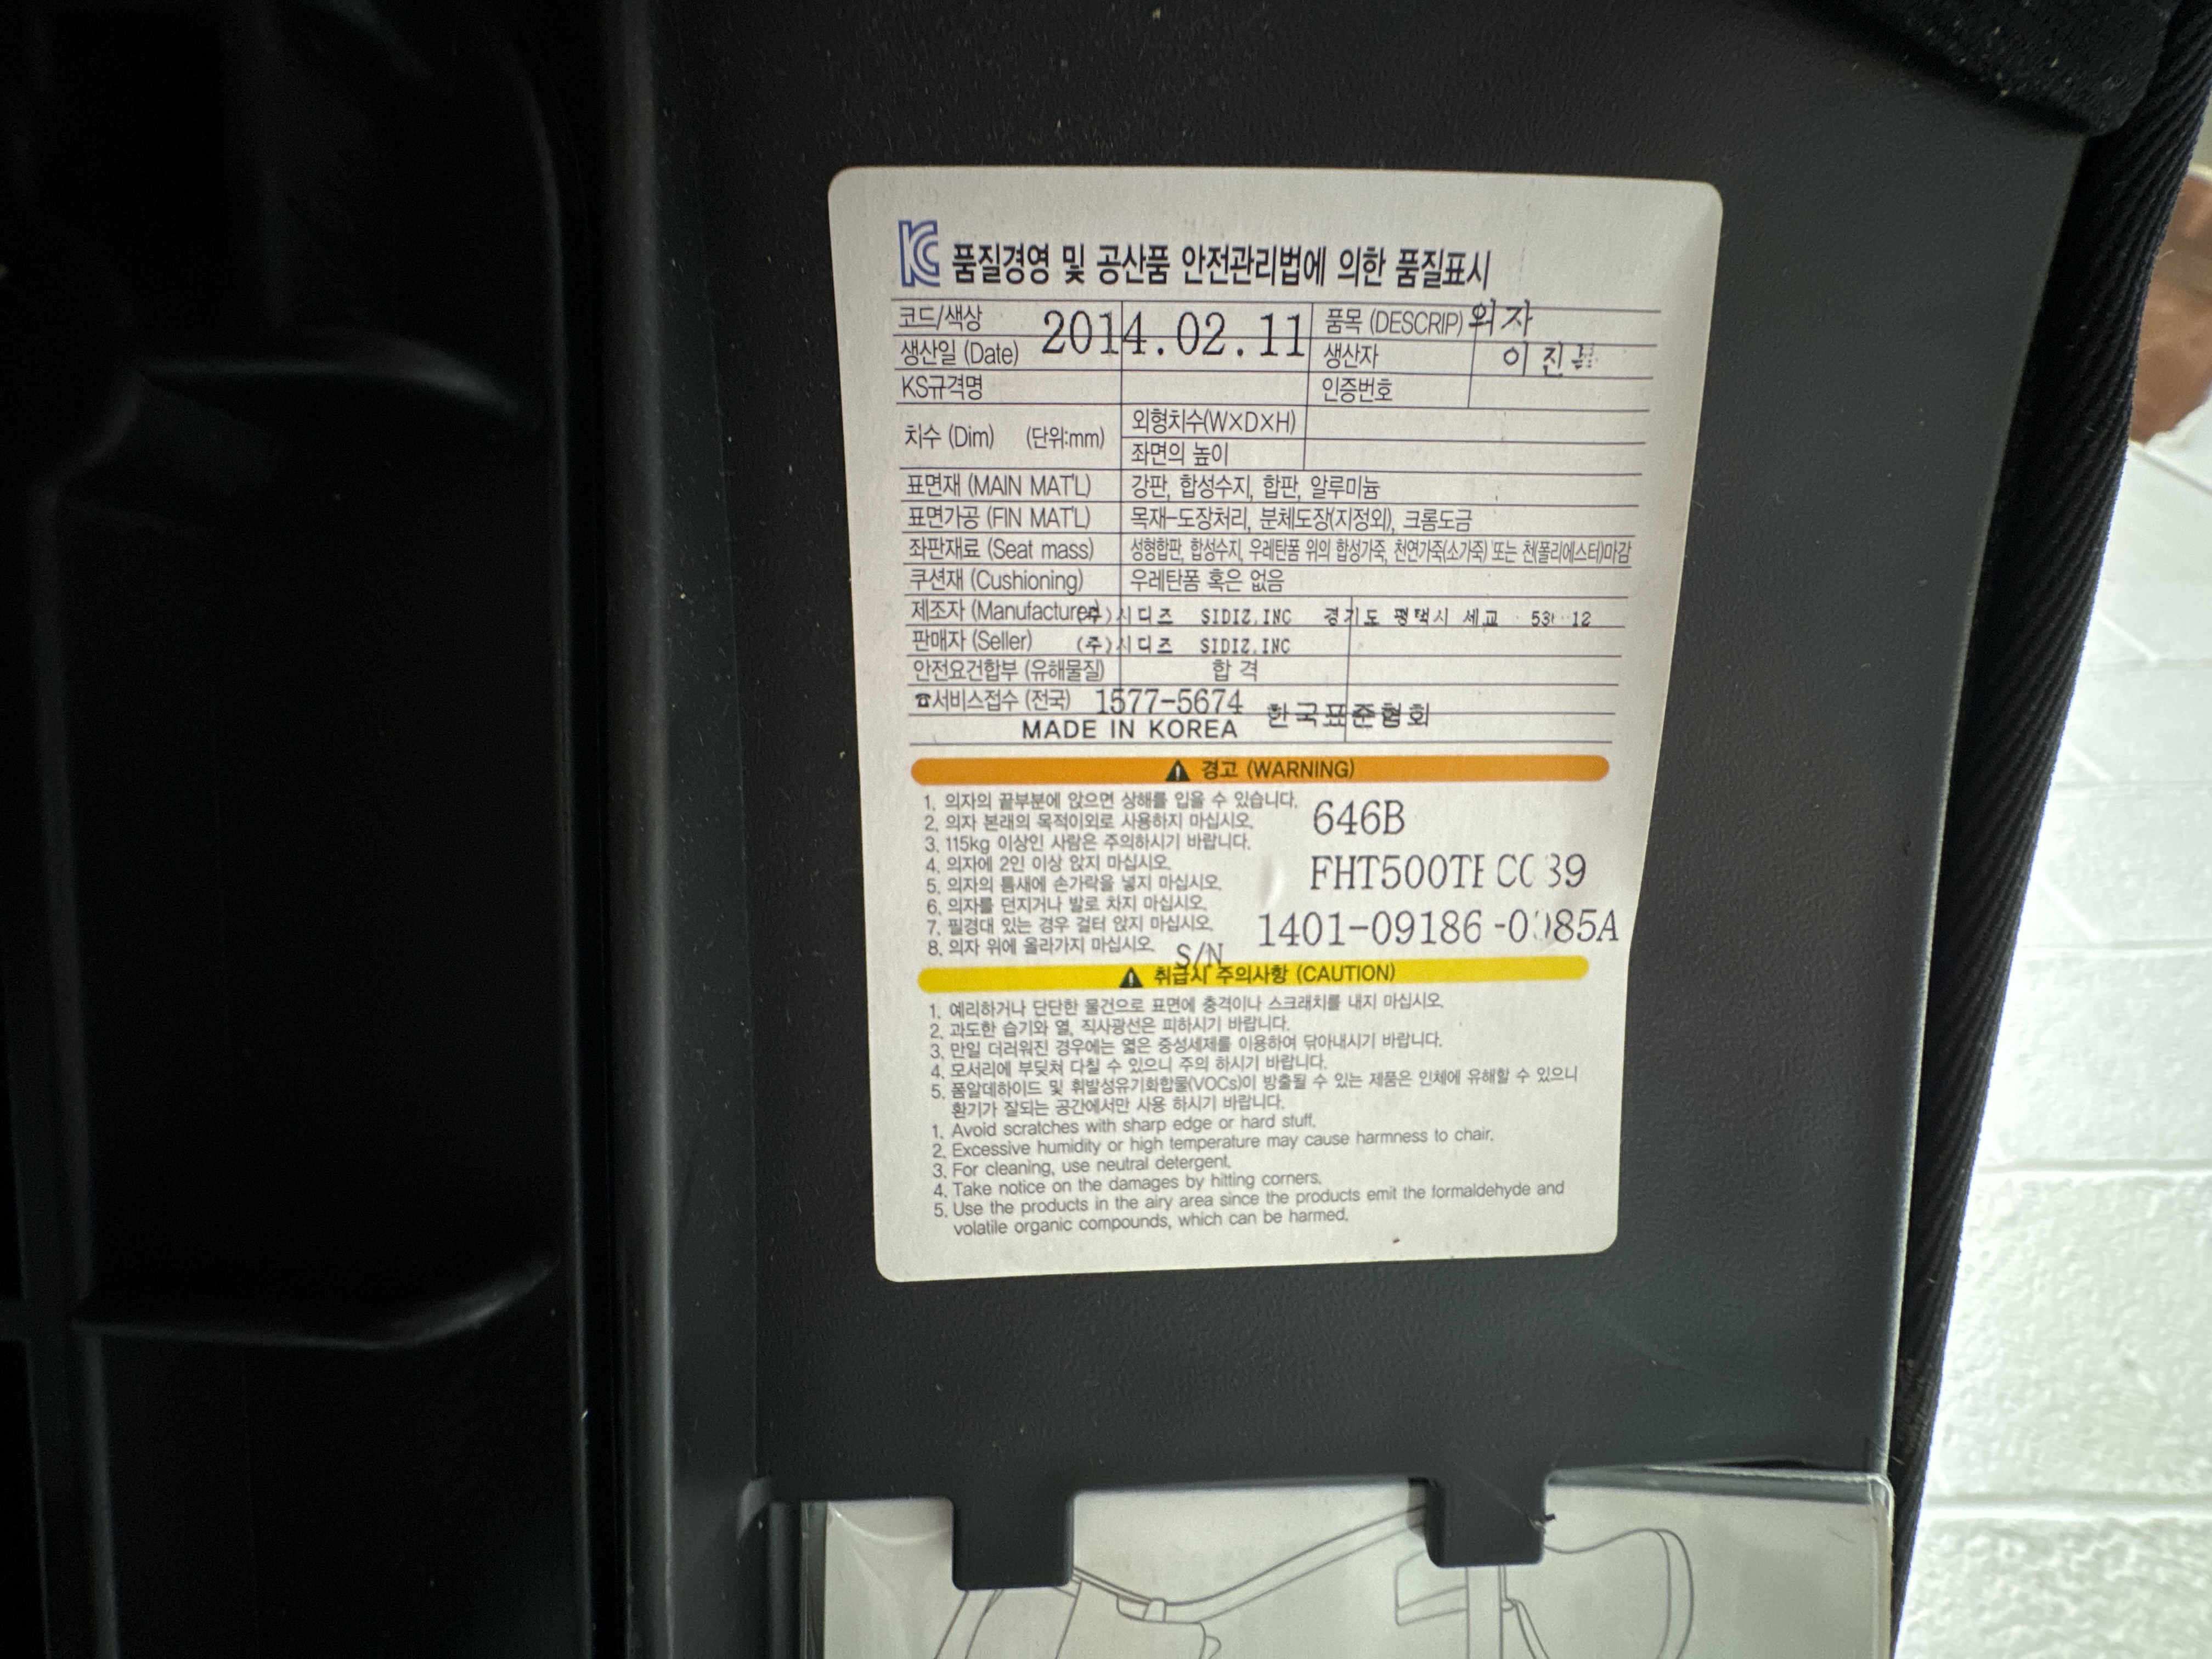 KC 품질경영 및 공산품 안전관리법에 의한 품질표시
코드/색상 품목 (DESCRIP) 의자
생산일 (Date) 2014.02.11 생산자 이진
KS규격명 인증번호
치수 (Dim) (단위:mm) 외형치수(W×D×H)
좌면의 높이
표면재 (MAIN MAT'L) 강판, 합성수지, 합판, 알루미늄
표면가공 (FIN MAT'L) 목재-도장처리, 분체도장(지정외), 크롬도금
좌판재료 (Seat mass) 성형합판, 합성수지, 우레탄폼 위의 합성가죽, 천연가죽(소가죽) 또는 천(폴리에스터)마감
쿠션재 (Cushioning) 우레탄폼 혹은 없음
제조자 (Manufacturer) (주)시디즈 SIDIZ.INC 경기도 평택시 세교 12
판매자 (Seller) (주)시디즈 SIDIZ.INC
안전요건합부 (유해물질) 합격
☎서비스접수 (전국) 1577-5674 한국표준협회
MADE IN KOREA
경고 (WARNING)
1. 의자의 끝부분에 앉으면 상해를 입을 수 있습니다.
2. 의자 본래의 목적이외로 사용하지 마십시오.
3. 115kg 이상인 사람은 주의하시기 바랍니다.
4. 의자에 2인 이상 앉지 마십시오.
5. 의자의 틈새에 손가락을 넣지 마십시오.
6. 의자를 던지거나 발로 차지 마십시오.
7. 필경대 있는 경우 걸터 앉지 마십시오.
8. 의자 위에 올라가지 마십시오.
646B
S/N
취급시 주의사항 (CAUTION)
1. 예리하거나 단단한 물건으로 표면에 충격이나 스크래치를 내지 마십시오.
2. 과도한 습기와 열, 직사광선은 피하시기 바랍니다.
3. 만일 더러워진 경우에는 엷은 중성세제를 이용하여 닦아내시기 바랍니다.
4. 모서리에 부딪쳐 다칠 수 있으니 주의 하시기 바랍니다.
5. 폼알데하이드 및 휘발성유기화합물(VOCs)이 방출될 수 있는 제품은 인체에 유해할 수 있으니
환기가 잘되는 공간에서만 사용 하시기 바랍니다.
1. Avoid scratches with sharp edge or hard stuff.
2. Excessive humidity or high temperature may cause harmness to chair.
3. For cleaning, use neutral detergent.
4. Take notice on the damages by hitting corners.
5. Use the products in the airy area since the products emit the formaldehyde and
volatile organic compounds, which can be harmed.